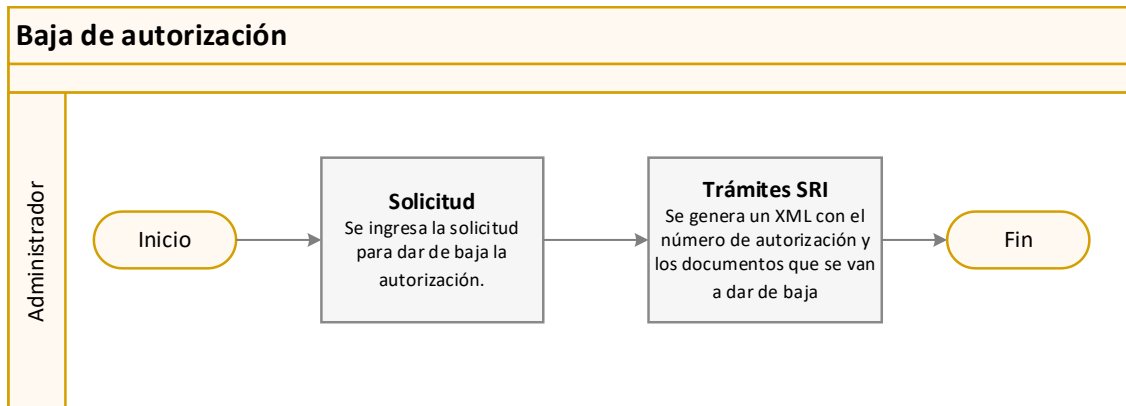 Baja de autorización
Administrador
Inicio
Solicitud
Se ingresa la solicitud
para dar de baja la
autorización.
Trámites SRI
Se genera un XML con el
número de autorización y
los documentos que se van
a dar de baja
Fin